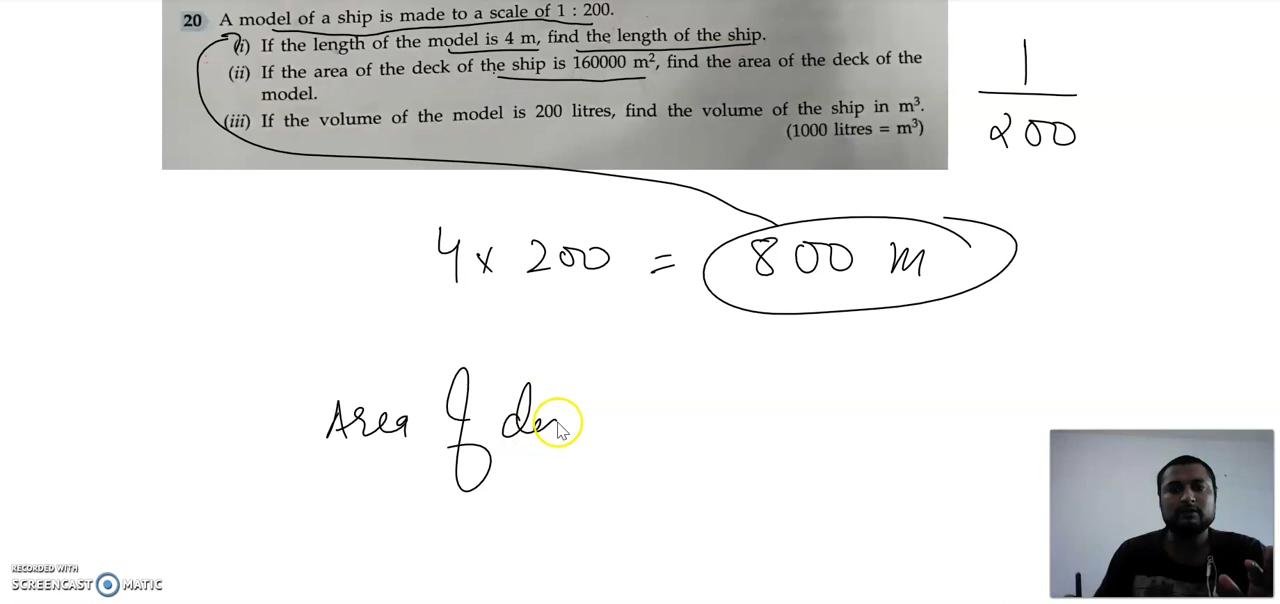 20 A model of a ship is made to a scale of 1 : 200.
(i) If the length of the model is 4 m, find the length of the ship.
(ii) If the area of the deck of the ship is 160000 m², find the area of the deck of the
model.
(iii) If the volume of the model is 200 litres, find the volume of the ship in m³.
(1000 litres = m³)
1
200
4 × 200 = 800 m
Area of de
RECORDED WITH
SCREENCAST MATIC